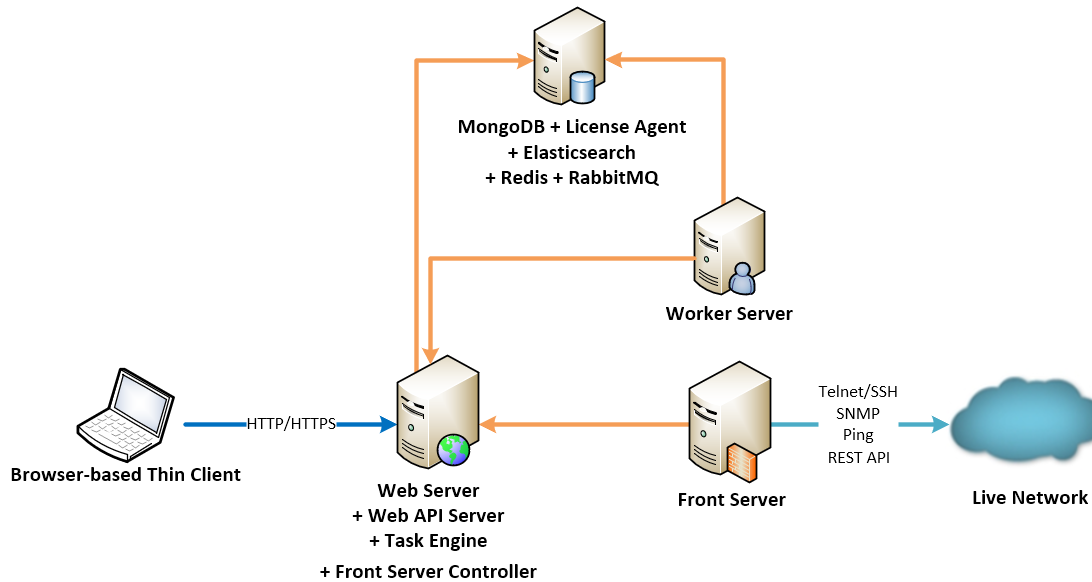 MongoDB + License Agent
+ Elasticsearch
+ Redis + RabbitMQ
Worker Server
HTTP/HTTPS
Telnet/SSH
SNMP
Ping
REST API
Browser-based Thin Client
Web Server
+ Web API Server
+ Task Engine
+ Front Server Controller
Front Server
Live Network